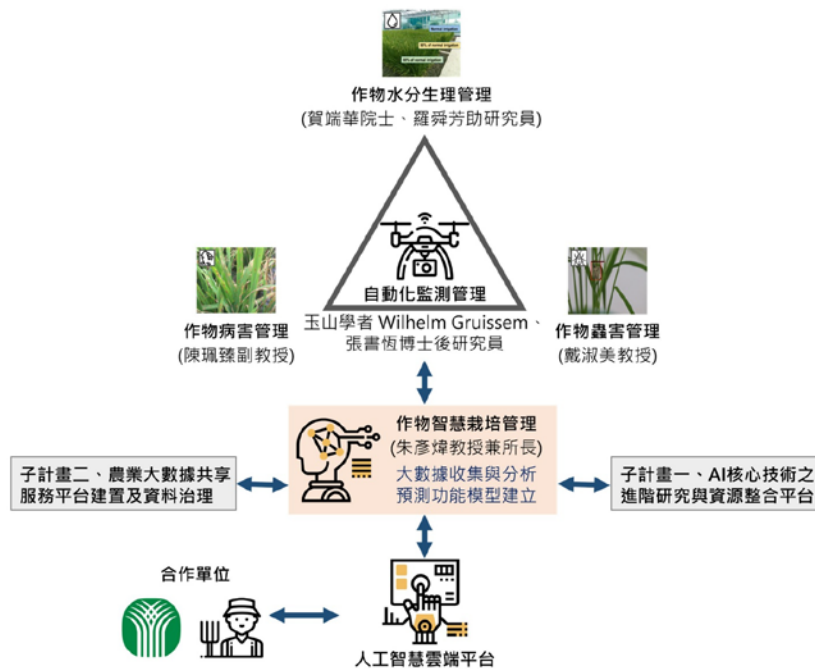 Normal irrigation
作物水分生理管理
(賀端華院士、羅舜芳助研究員)
自動化監測管理
玉山學者 Wilhelm Gruissem、
張書恆博士後研究員
作物病害管理
(陳珮臻副教授)
作物蟲害管理
(戴淑美教授)
作物智慧栽培管理
(朱彥煒教授兼所長)
大數據收集與分析
預測功能模型建立
子計畫二、農業大數據共享
服務平台建置及資料治理
子計畫一、AI核心技術之
進階研究與資源整合平台
合作單位
人工智慧雲端平台